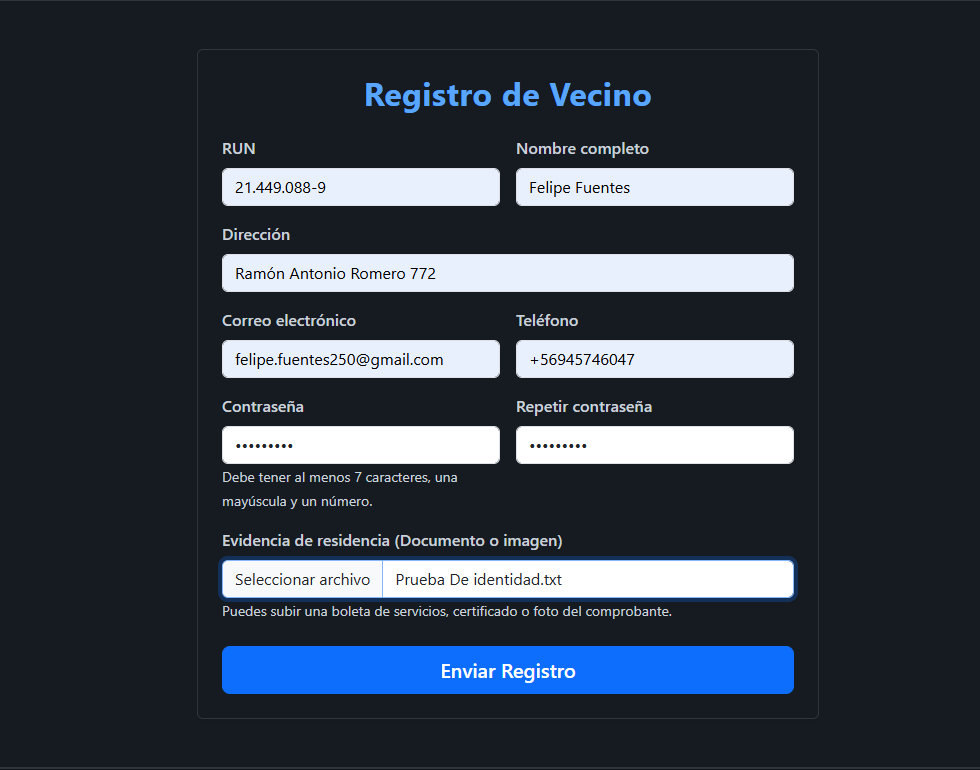 Registro de Vecino
RUN
Nombre completo
21.449.088-9
Felipe Fuentes
Dirección
Ramón Antonio Romero 772
Correo electrónico
Teléfono
felipe.fuentes250@gmail.com
+56945746047
Contraseña
Repetir contraseña
•••••••••
•••••••••
Debe tener al menos 7 caracteres, una
mayúscula y un número.
Evidencia de residencia (Documento o imagen)
Seleccionar archivo
Prueba De identidad.txt
Puedes subir una boleta de servicios, certificado o foto del comprobante.
Enviar Registro